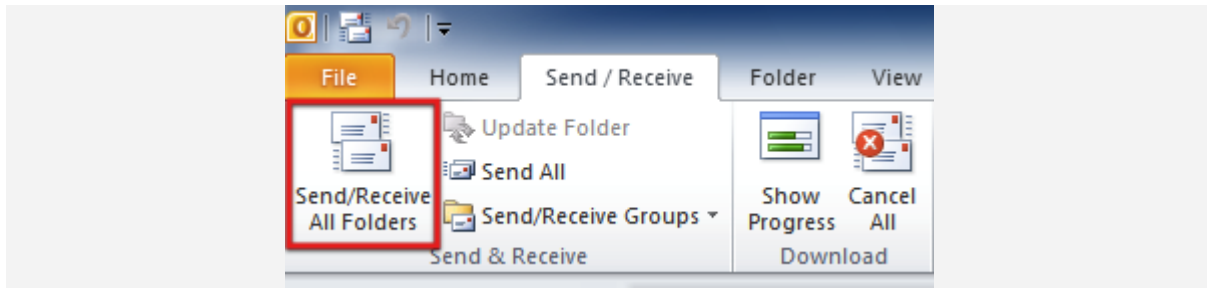 File Home Send / Receive Folder View
Send/Receive
All Folders
Update Folder
Send All
Send/Receive Groups
Send & Receive
Show
Progress
Cancel
All
Download